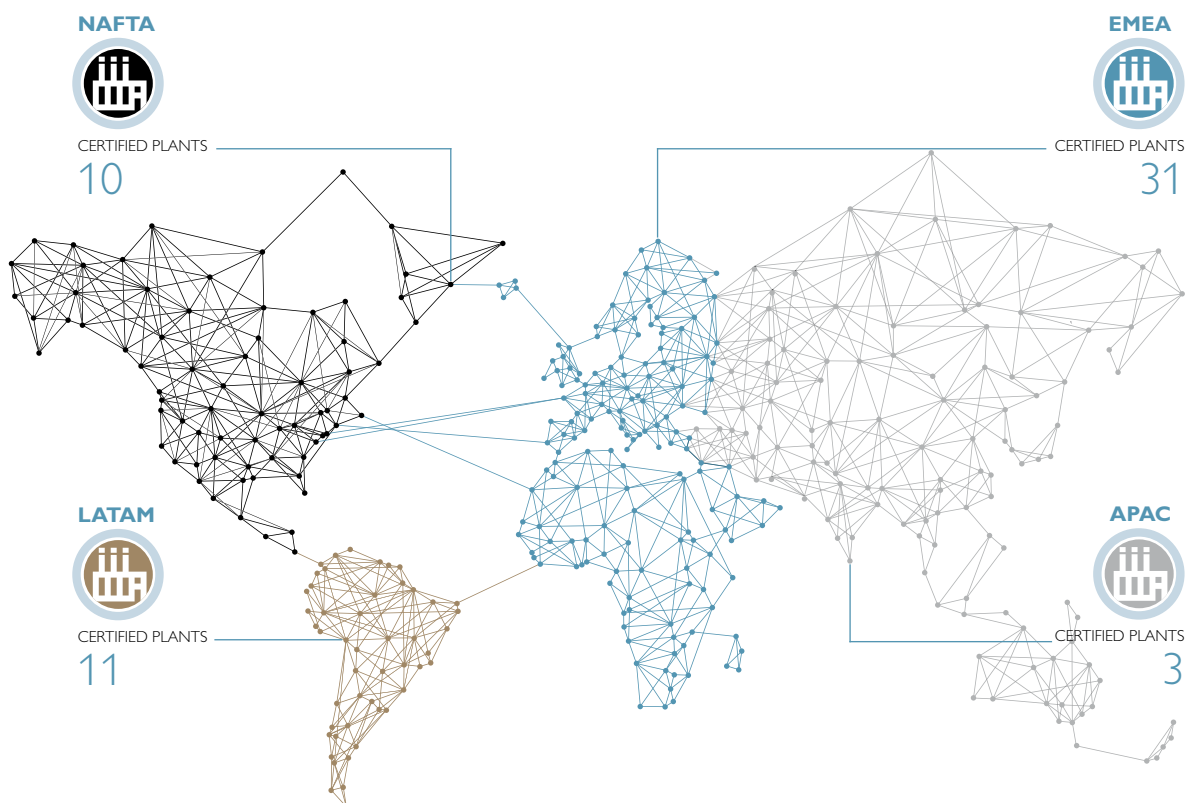 NAFTA
CERTIFIED PLANTS
10
EMEA
CERTIFIED PLANTS
31
LATAM
CERTIFIED PLANTS
11
APAC
CERTIFIED PLANTS
3